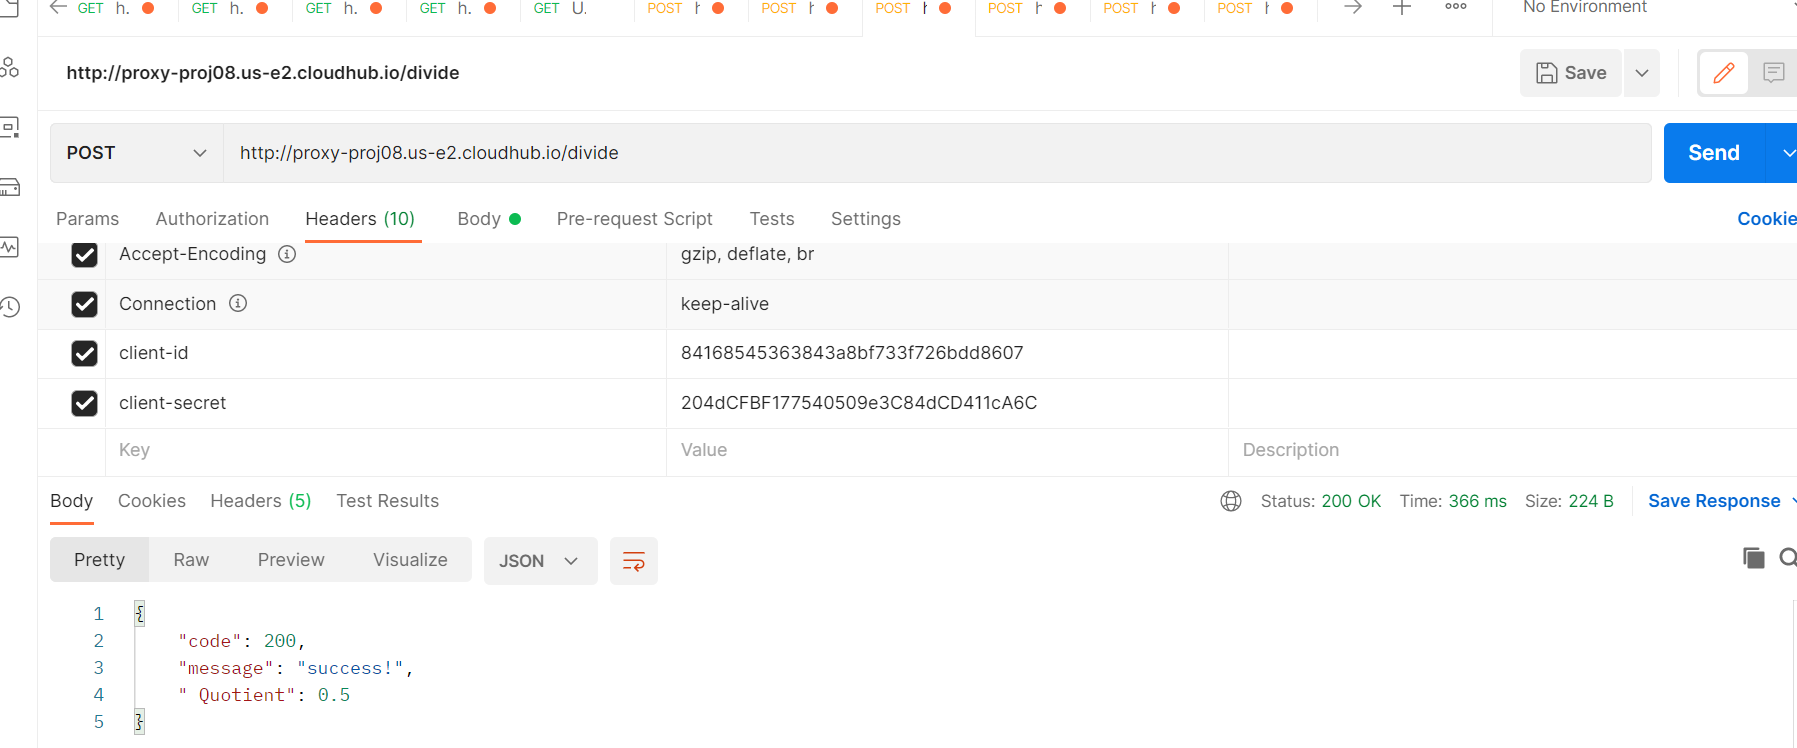 GET h. GET h. GET h. GET h. GET U. POST POST POST POST POST POST No Environment
http://proxy-proj08.us-e2.cloudhub.io/divide Save
POST http://proxy-proj08.us-e2.cloudhub.io/divide Send
Params Authorization Headers (10) Body Pre-request Script Tests Settings Cookie
Accept-Encoding gzip, deflate, br
Connection keep-alive
client-id 84168545363843a8bf733f726bdd8607
client-secret 204dCFBF177540509e3C84dCD411cA6C
Key Value Description
Body Cookies Headers (5) Test Results Status: 200 OK Time: 366 ms Size: 224 B Save Response
Pretty Raw Preview Visualize JSON
1 {
2 "code": 200,
3 "message": "success!",
4 " Quotient": 0.5
5 }